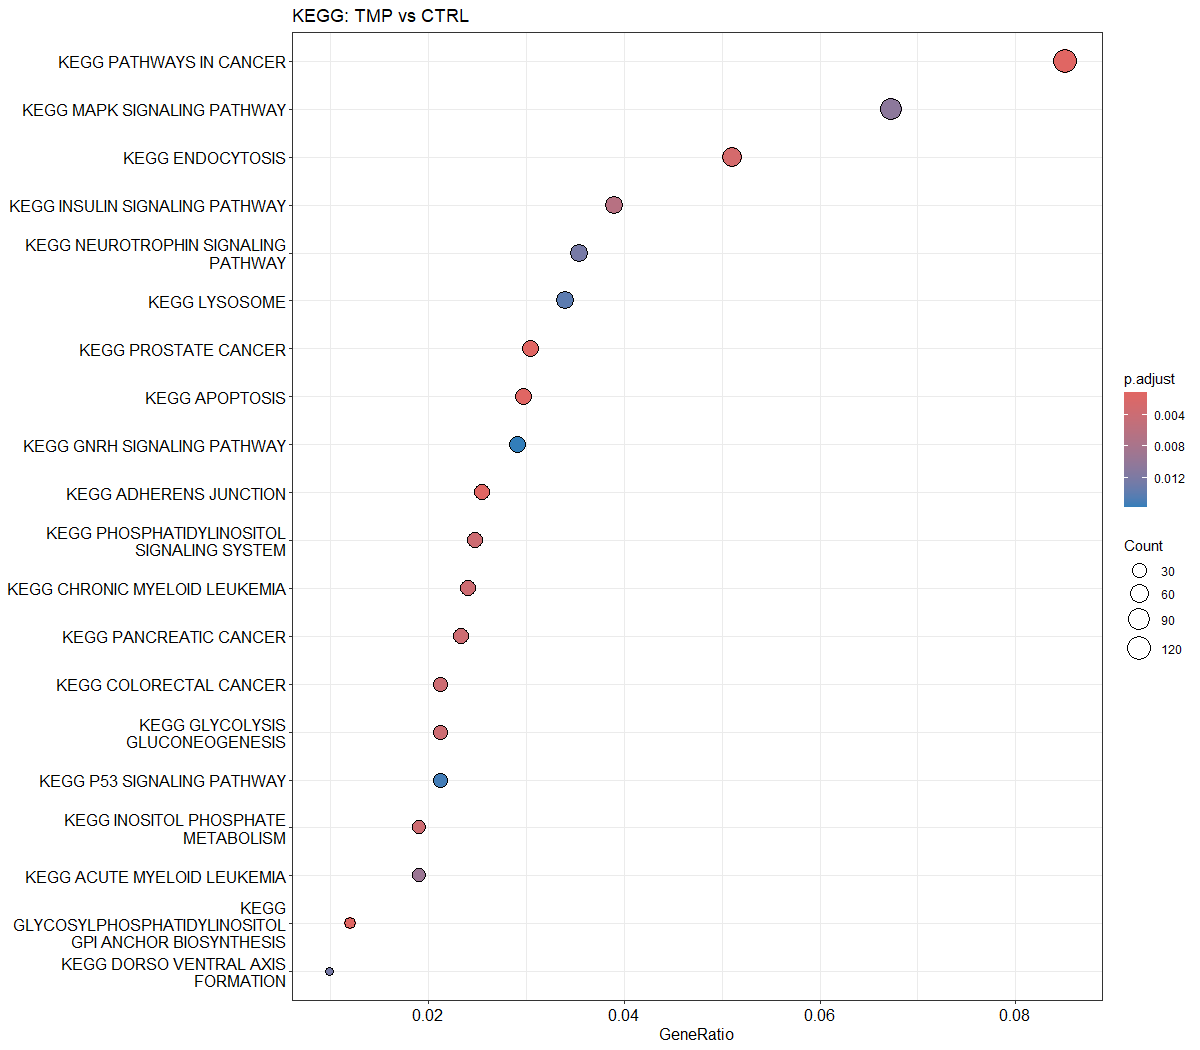 KEGG: TMP vs CTRL
KEGG PATHWAYS IN CANCER
KEGG MAPK SIGNALING PATHWAY
KEGG ENDOCYTOSIS
KEGG INSULIN SIGNALING PATHWAY
KEGG NEUROTROPHIN SIGNALING
PATHWAY
KEGG LYSOSOME
KEGG PROSTATE CANCER
KEGG APOPTOSIS
KEGG GNRH SIGNALING PATHWAY
KEGG ADHERENS JUNCTION
KEGG PHOSPHATIDYLINOSITOL
SIGNALING SYSTEM
KEGG CHRONIC MYELOID LEUKEMIA
KEGG PANCREATIC CANCER
KEGG COLORECTAL CANCER
KEGG GLYCOLYSIS
GLUCONEOGENESIS
KEGG P53 SIGNALING PATHWAY
KEGG INOSITOL PHOSPHATE
METABOLISM
KEGG ACUTE MYELOID LEUKEMIA
KEGG
GLYCOSYLPHOSPHATIDYLINOSITOL
GPI ANCHOR BIOSYNTHESIS
KEGG DORSO VENTRAL AXIS
FORMATION
0.02 0.04 0.06 0.08
GeneRatio
p.adjust
0.004
0.008
0.012
Count
30
60
90
120